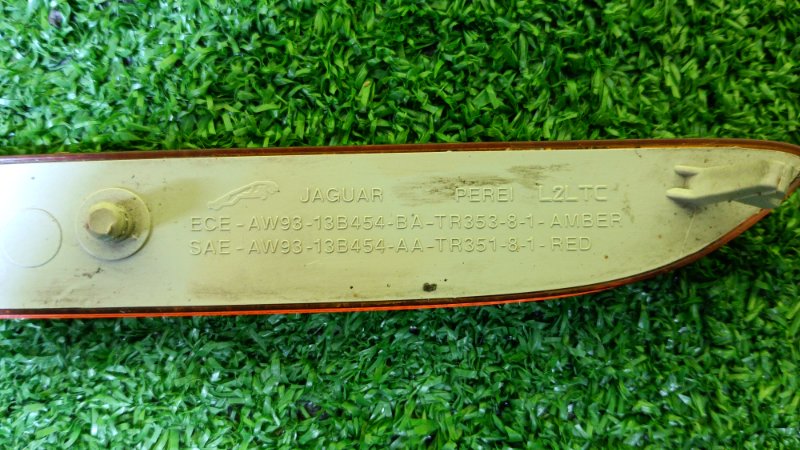 JAGUAR PEREI L2LTC
ECE-AW93-13B454-BA-TR353-8-1-AMBER
SAE-AW93-13B454-AA-TR351-8-1-RED